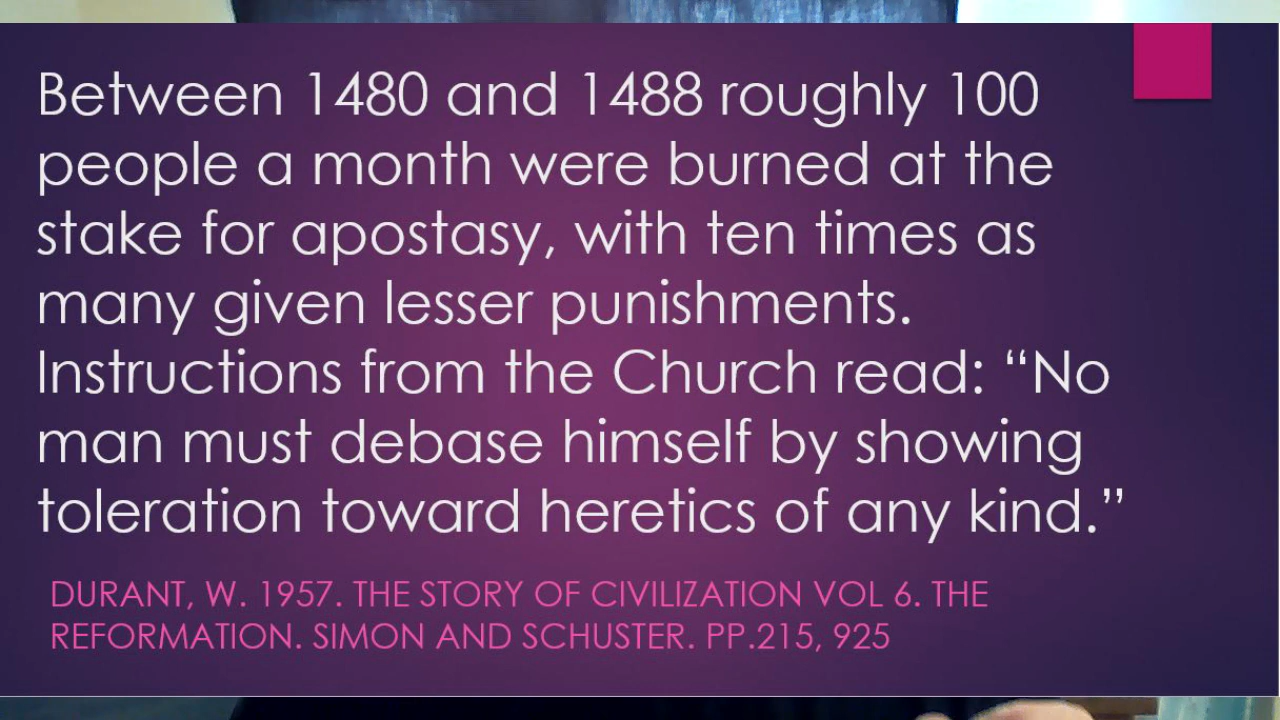 Between 1480 and 1488 roughly 100
people a month were burned at the
stake for apostasy, with ten times as
many given lesser punishments.
Instructions from the Church read: “No
man must debase himself by showing
toleration toward heretics of any kind.”
DURANT, W. 1957. THE STORY OF CIVILIZATION VOL 6. THE
REFORMATION. SIMON AND SCHUSTER. PP.215, 925